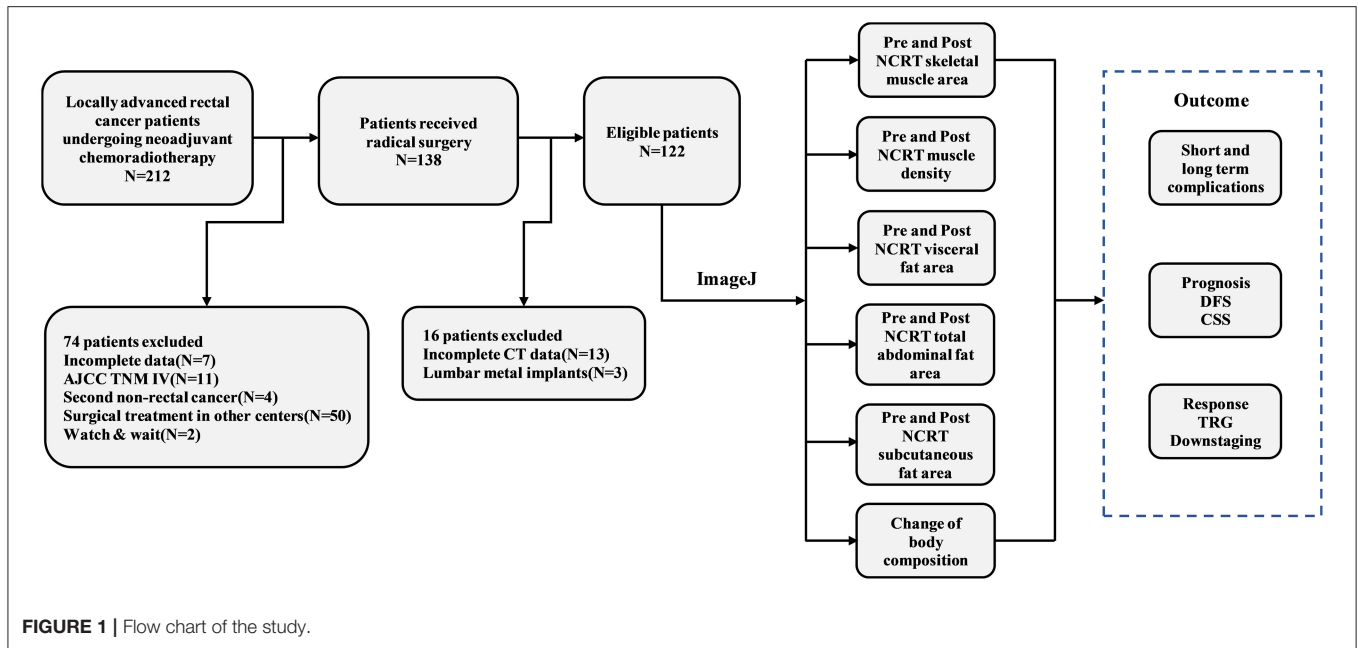 Locally advanced rectal
cancer patients
undergoing neoadjuvant
chemoradiotherapy
N=212
Patients received
radical surgery
N=138
Eligible patients
N=122
74 patients excluded
Incomplete data(N=7)
AJCC TNM IV(N=11)
Second non-rectal cancer(N=4)
Surgical treatment in other centers(N=50)
Watch & wait(N=2)
16 patients excluded
Incomplete CT data(N=13)
Lumbar metal implants(N=3)
ImageJ
Pre and Post
NCRT skeletal
muscle area
Pre and Post
NCRT muscle
density
Pre and Post
NCRT visceral
fat area
Pre and Post
NCRT total
abdominal fat
area
Pre and Post
NCRT
subcutaneous
fat area
Change of
body
composition
Outcome
Short and
long term
complications
Prognosis
DFS
CSS
Response
TRG
Downstaging
FIGURE 1 | Flow chart of the study.